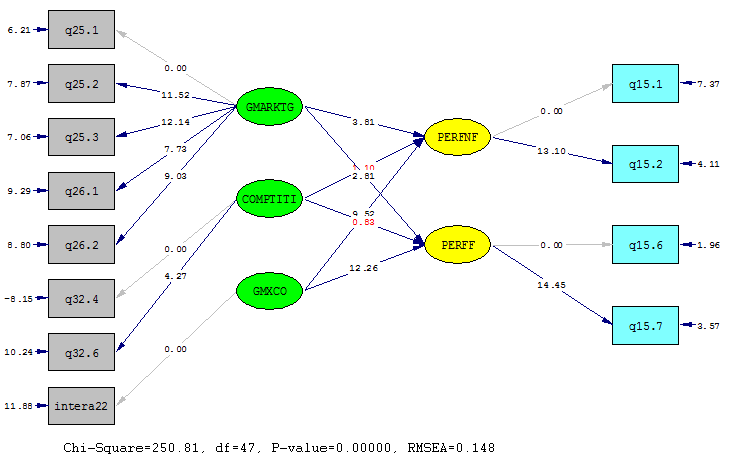 6.21 q25.1
0.00
7.87 q25.2
11.52
q15.1 7.37
GMARKTG
0.00
12.14
3.81
7.06 q25.3
PERFNF
7.73
13.10
q15.2 4.11
9.03
2.81
9.29 q26.1
COMPTITI
9.52
8.80 q26.2
0.00
PERFF
0.00
q15.6 1.96
4.27
12.26
-8.15 q32.4
GMXCO
14.45
q15.7 3.57
0.00
10.24 q32.6
11.88 intera22
Chi-Square=250.81, df=47, P-value=0.00000, RMSEA=0.148